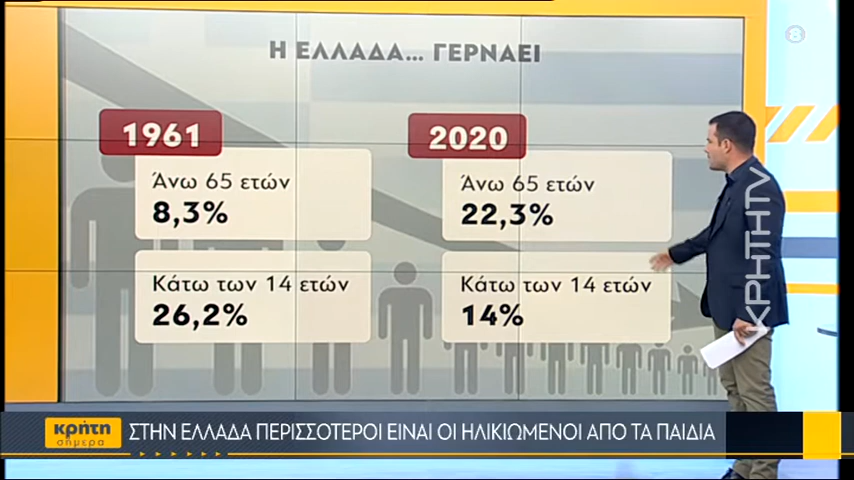 Η ΕΛΛΑΔΑ... ΓΕΡΝΑΕΙ
1961
Άνω 65 ετών
8,3%
Κάτω των 14 ετών
26,2%
2020
Άνω 65 ετών
22,3%
Κάτω των 14 ετών
14%
ΚΡΗΤΗTV
κρήτη
σήμερα
ΣΤΗΝ ΕΛΛΑΔΑ ΠΕΡΙΣΣΟΤΕΡΟΙ ΕΙΝΑΙ ΟΙ ΗΛΙΚΙΩΜΕΝΟΙ ΑΠΟ ΤΑ ΠΑΙΔΙΑ
8